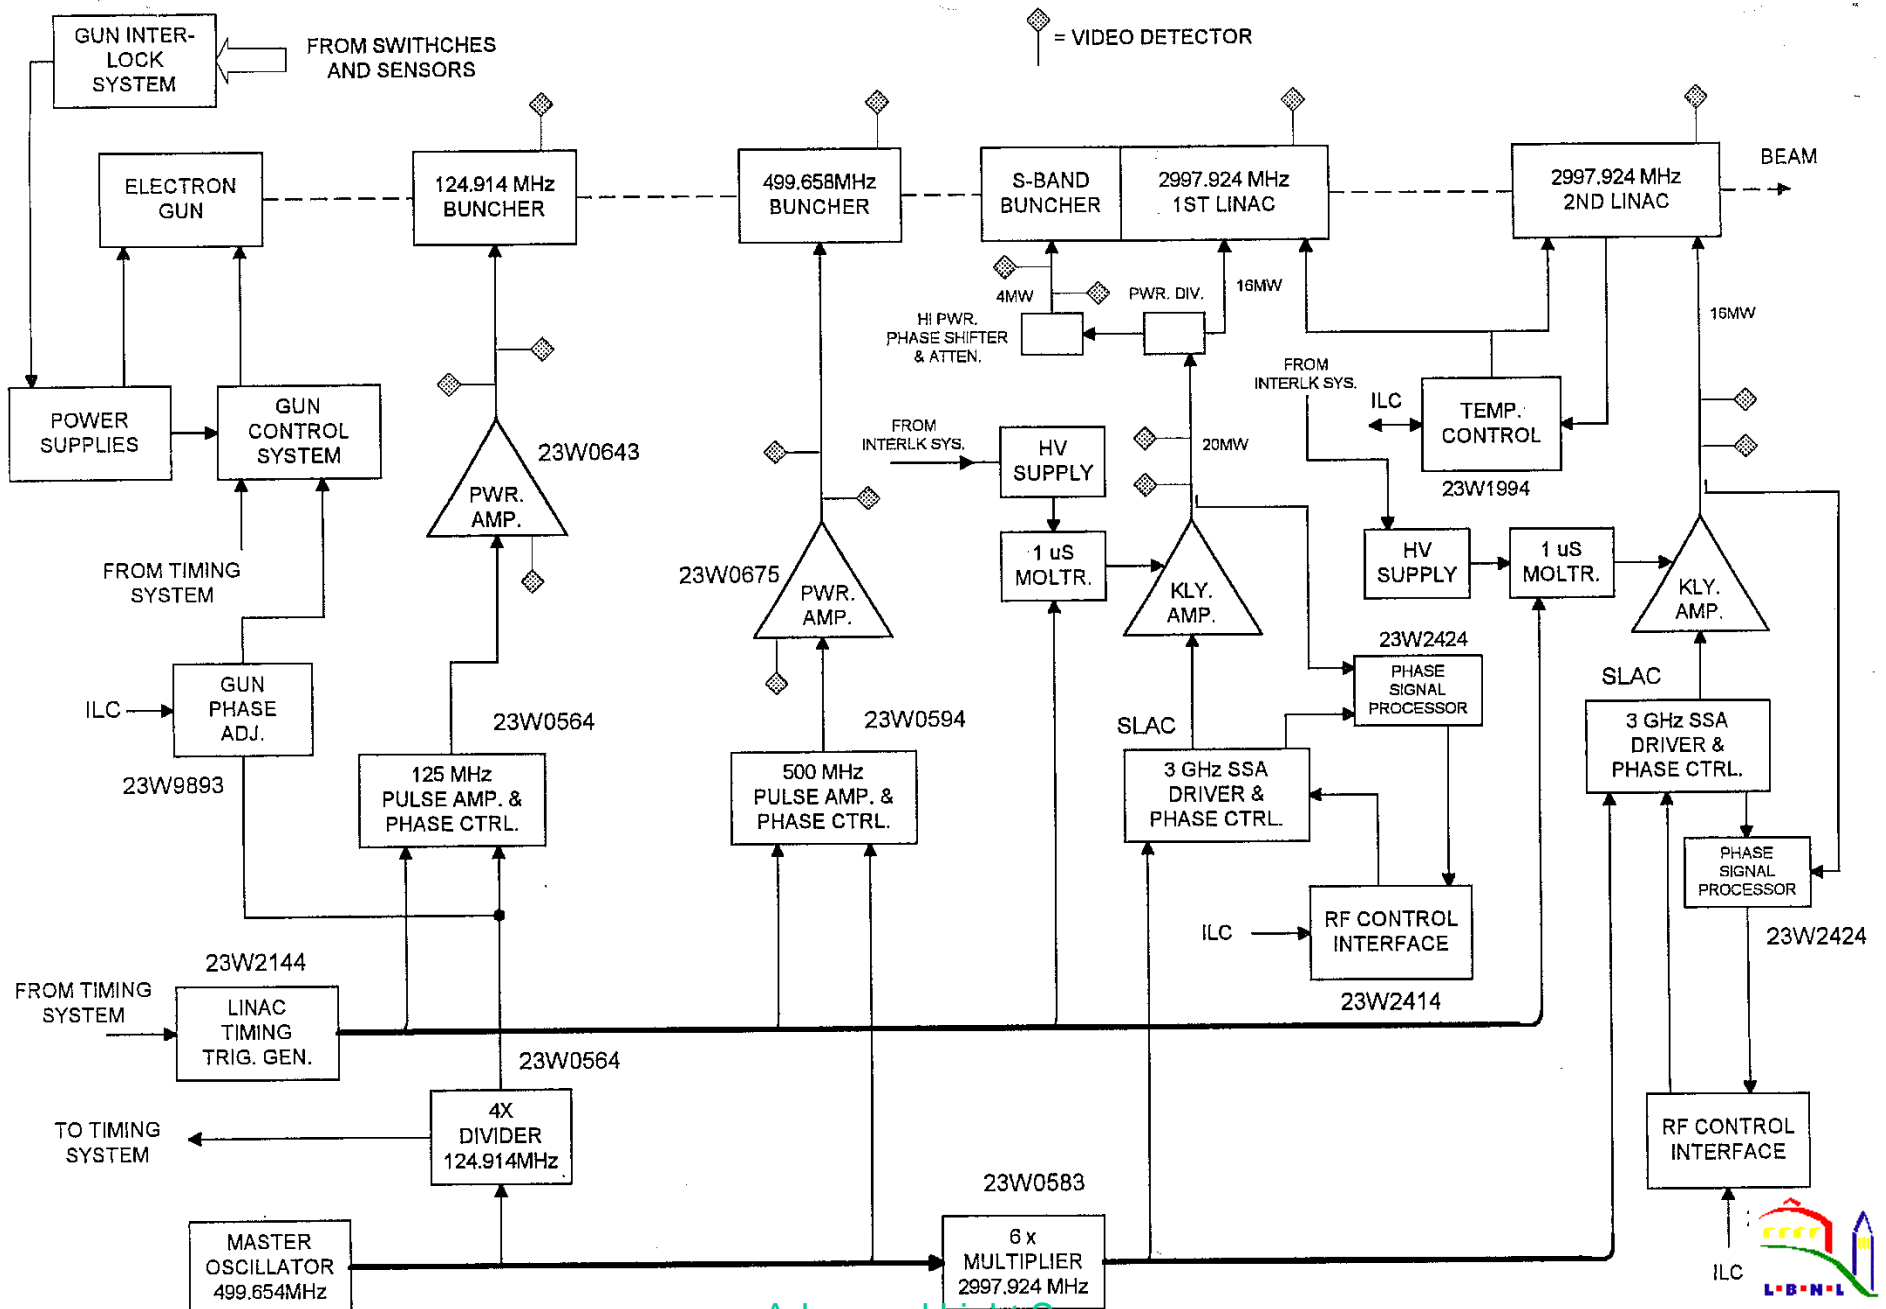 GUN INTER-
LOCK
SYSTEM
FROM SWITHCHES
AND SENSORS
= VIDEO DETECTOR
ELECTRON
GUN
124.914 MHz
BUNCHER
499.658MHz
BUNCHER
S-BAND
BUNCHER
2997.924 MHz
1ST LINAC
2997.924 MHz
2ND LINAC
BEAM
4MW
PWR. DIV.
16MW
16MW
HI PWR.
PHASE SHIFTER
& ATTEN.
FROM
INTERLK SYS.
POWER
SUPPLIES
GUN
CONTROL
SYSTEM
23W0643
PWR.
AMP.
FROM
INTERLK SYS.
HV
SUPPLY
20MW
ILC
TEMP.
CONTROL
23W1994
FROM TIMING
SYSTEM
23W0675
PWR.
AMP.
1 uS
MOLTR.
KLY.
AMP.
HV
SUPPLY
1 uS
MOLTR.
KLY.
AMP.
23W2424
PHASE
SIGNAL
PROCESSOR
SLAC
ILC
GUN
PHASE
ADJ.
23W9893
23W0564
125 MHz
PULSE AMP. &
PHASE CTRL.
23W0594
500 MHz
PULSE AMP. &
PHASE CTRL.
SLAC
3 GHz SSA
DRIVER &
PHASE CTRL.
3 GHz SSA
DRIVER &
PHASE CTRL.
PHASE
SIGNAL
PROCESSOR
23W2424
ILC
RF CONTROL
INTERFACE
23W2414
23W2144
FROM TIMING
SYSTEM
LINAC
TIMING
TRIG. GEN.
23W0564
TO TIMING
SYSTEM
4X
DIVIDER
124.914MHz
RF CONTROL
INTERFACE
ILC
23W0583
MASTER
OSCILLATOR
499.654MHz
6 x
MULTIPLIER
2997.924 MHz
L·B·N·L